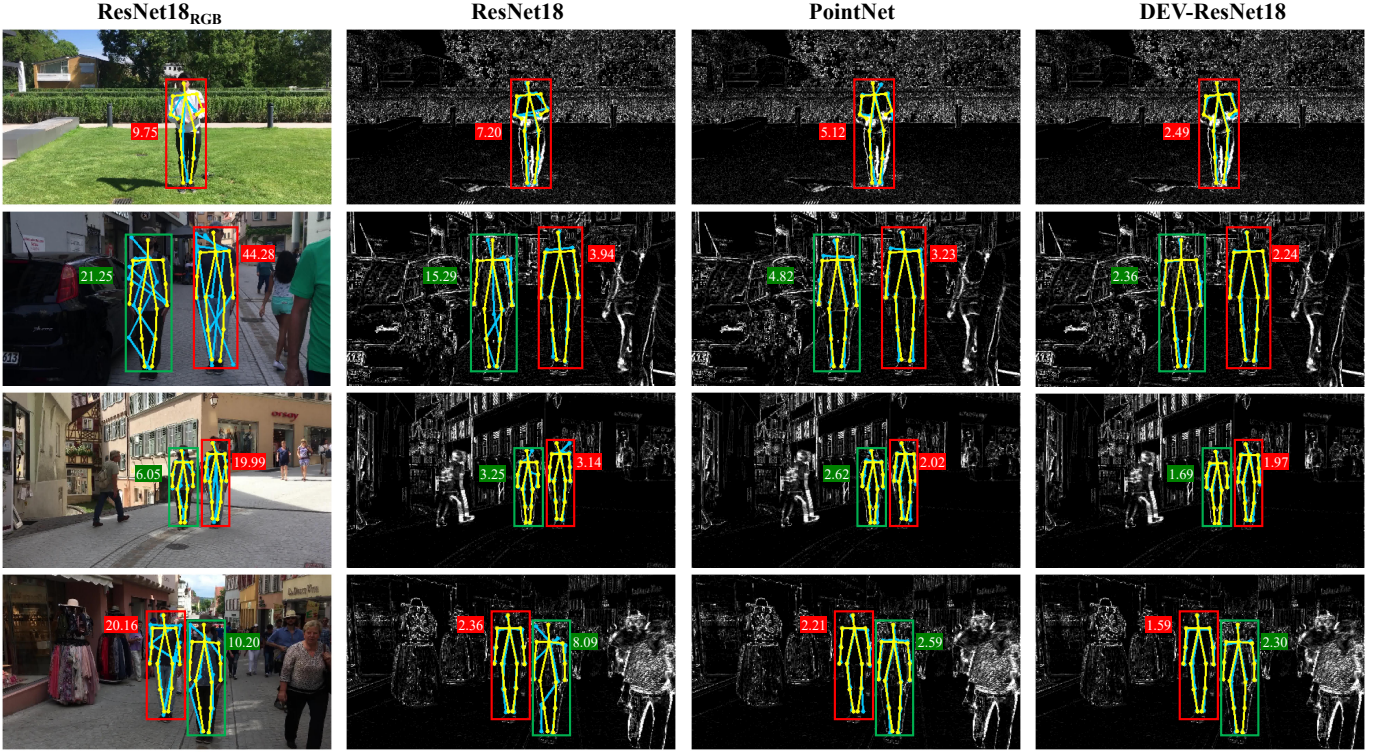 ResNet18RGB ResNet18 PointNet DEV-ResNet18
9.75 7.20 5.12 2.49
21.25 44.28 15.29 3.94 4.82 3.23 2.36 2.24
613
6.05 19.99 3.25 3.14 2.62 2.02 1.69 1.97
orsay
20.16 10.20 2.36 8.09 2.21 2.59 1.59 2.30